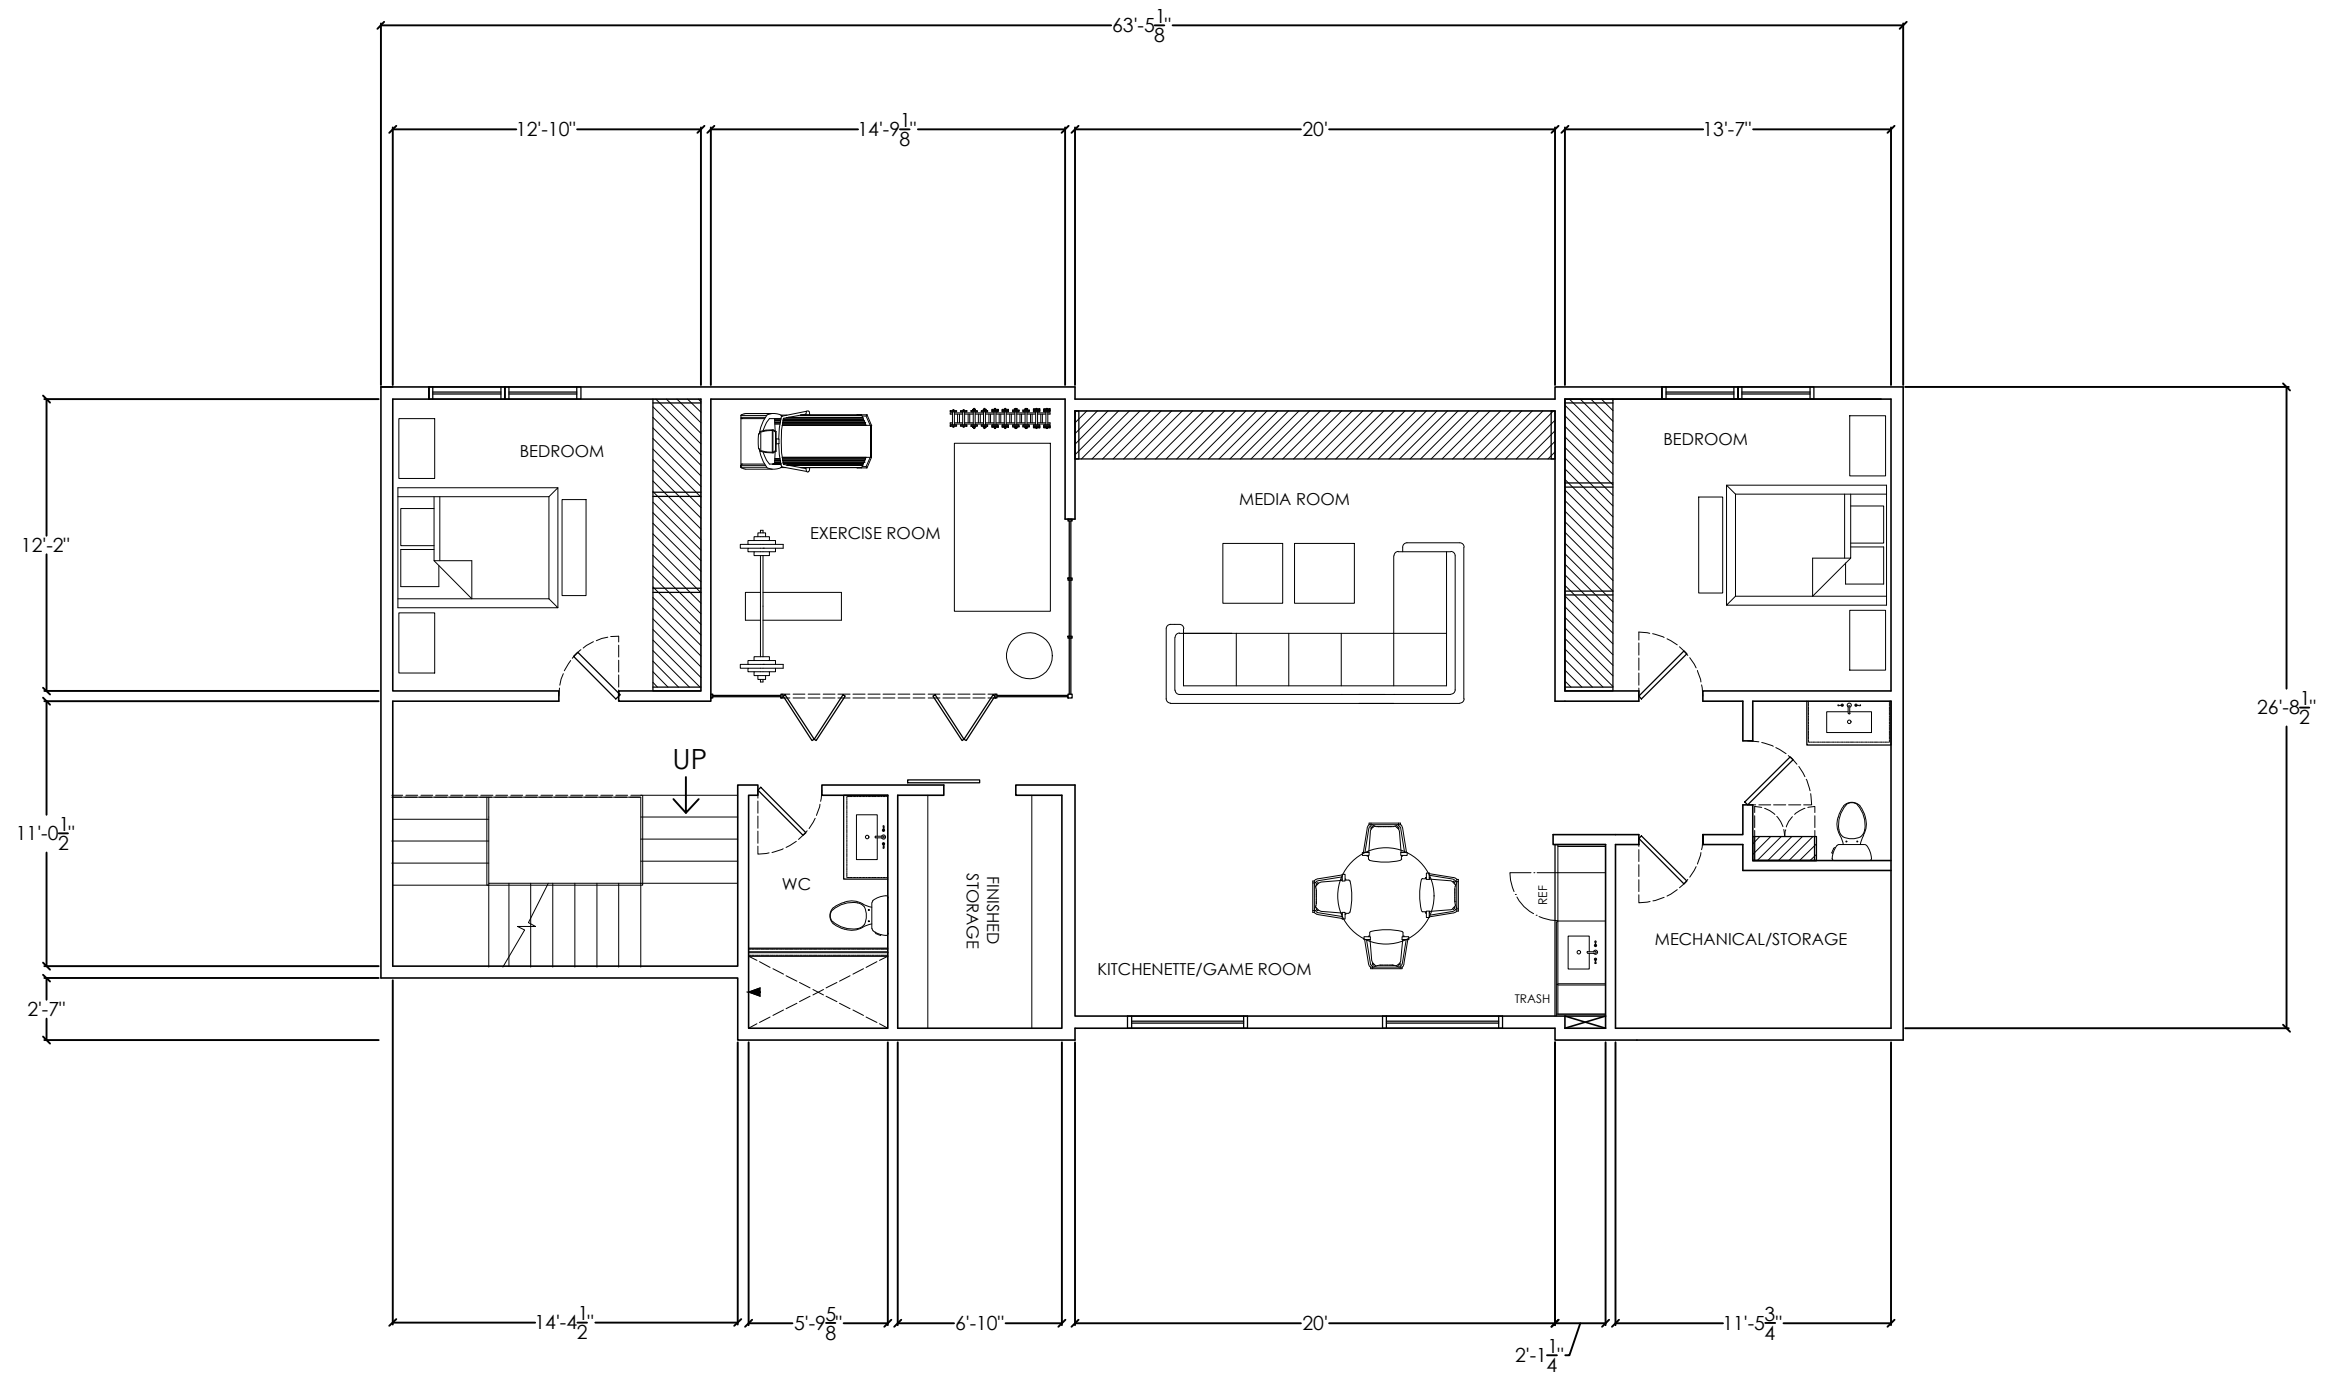 63'-5 1/8"
12'-10"
14'-9 1/8"
20'
13'-7"
BEDROOM
BEDROOM
MEDIA ROOM
EXERCISE ROOM
12'-2"
26'-8 1/2"
UP
11'-0 1/2"
WC
FINISHED
STORAGE
REF
MECHANICAL/STORAGE
KITCHENETTE/GAME ROOM
TRASH
2'-7"
14'-4 1/2"
5'-9 5/8"
6'-10"
20'
11'-5 3/4"
2'-1 1/4"